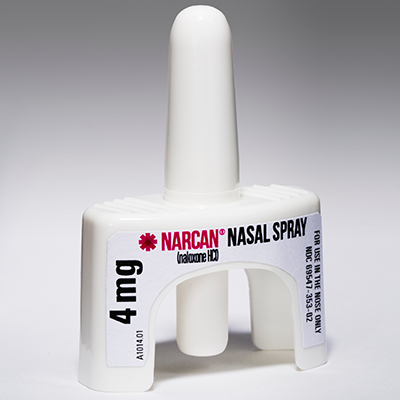 NARCAN® NASAL SPRAY
(naloxone HCl)
4 mg
A1014.01
FOR USE IN THE NOSE ONLY
NDC 69547-353-02